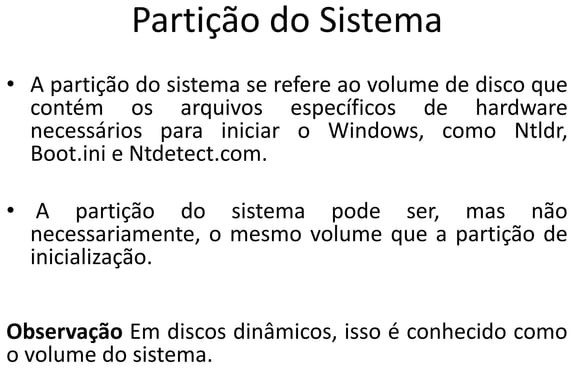 Partição do Sistema
• A partição do sistema se refere ao volume de disco que
contém os arquivos específicos de hardware
necessários para iniciar o Windows, como Ntldr,
Boot.ini e Ntdetect.com.
• A partição do sistema pode ser, mas não
necessariamente, o mesmo volume que a partição de
inicialização.
Observação Em discos dinâmicos, isso é conhecido como
o volume do sistema.